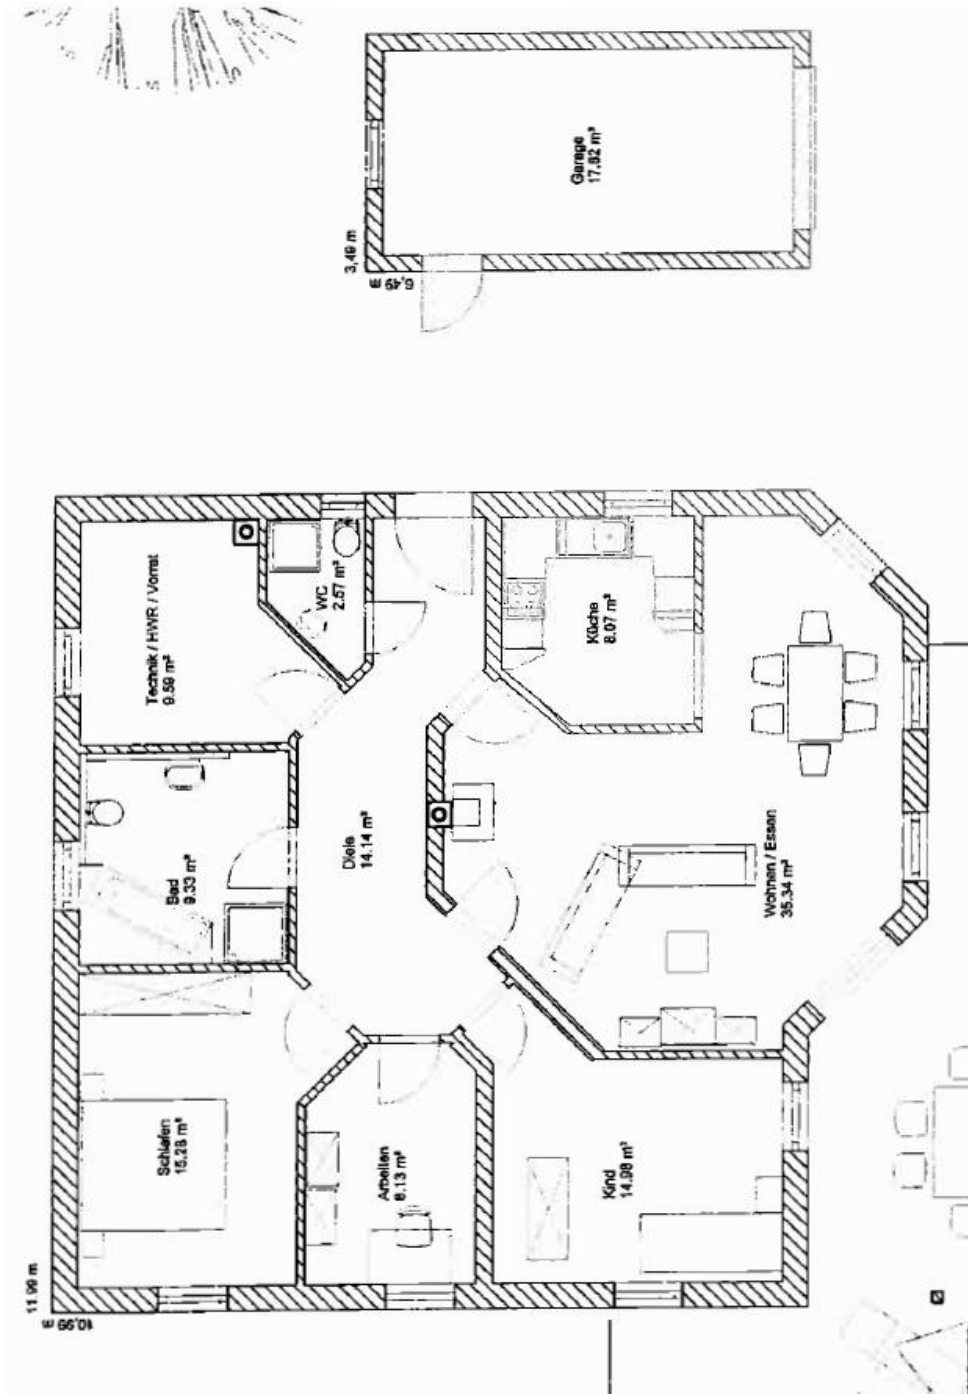 Garage
17.62 m²
3,49 m
6,49 m
Technik / HWR / Vorrat
9.59 m²
WC
2.57 m²
Küche
8.07 m²
Bad
9.33 m²
Diele
14.14 m²
Wohnen / Essen
35.34 m²
Schlafen
15.28 m²
Arbeiten
8.13 m²
Kind
14.98 m²
11.99 m
10,99 m